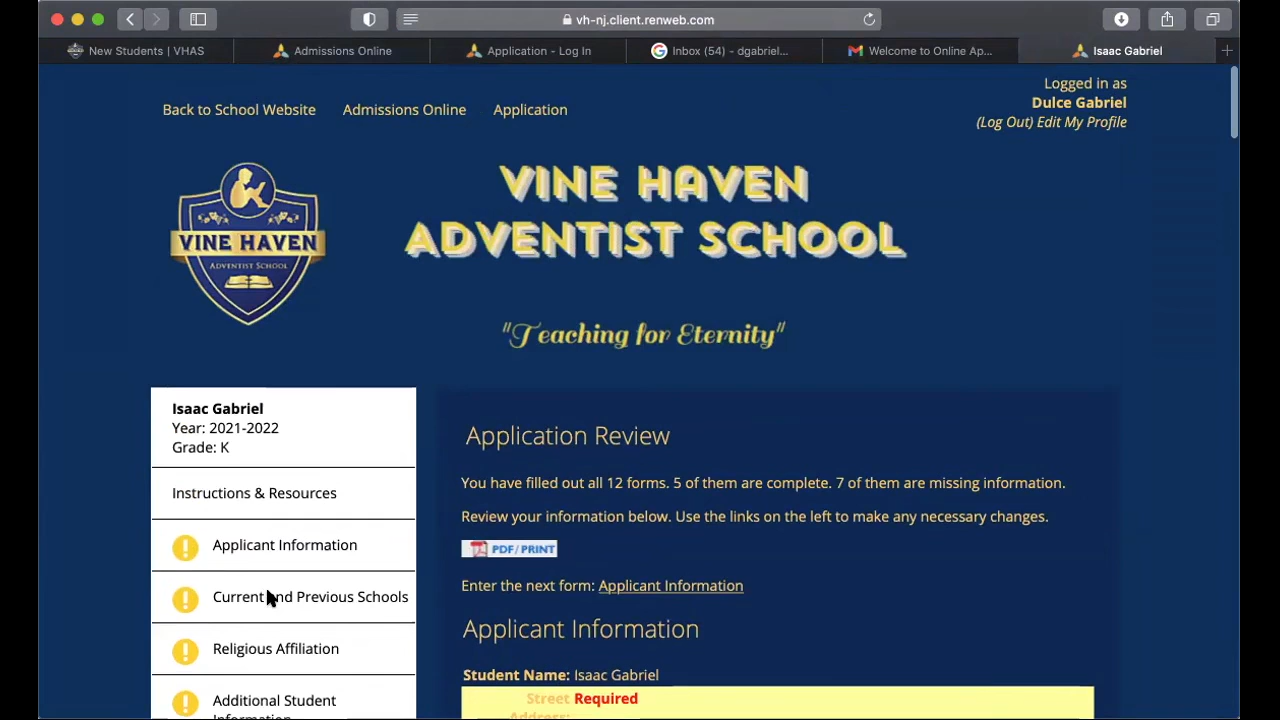 vh-nj.client.renweb.com
New Students | VHAS
Admissions Online
Application - Log In
Inbox (54) - dgabriel...
Welcome to Online Ap...
Isaac Gabriel
Back to School Website
Admissions Online
Application
Logged in as
Dulce Gabriel
(Log Out) Edit My Profile
VINE HAVEN
ADVENTIST SCHOOL
VINE HAVEN
ADVENTIST SCHOOL
"Teaching for Eternity"
Isaac Gabriel
Year: 2021-2022
Grade: K
Instructions & Resources
Applicant Information
Current and Previous Schools
Religious Affiliation
Additional Student
Information
Application Review
You have filled out all 12 forms. 5 of them are complete. 7 of them are missing information.
Review your information below. Use the links on the left to make any necessary changes.
PDF/PRINT
Enter the next form: Applicant Information
Applicant Information
Student Name: Isaac Gabriel
Street Required
Address: